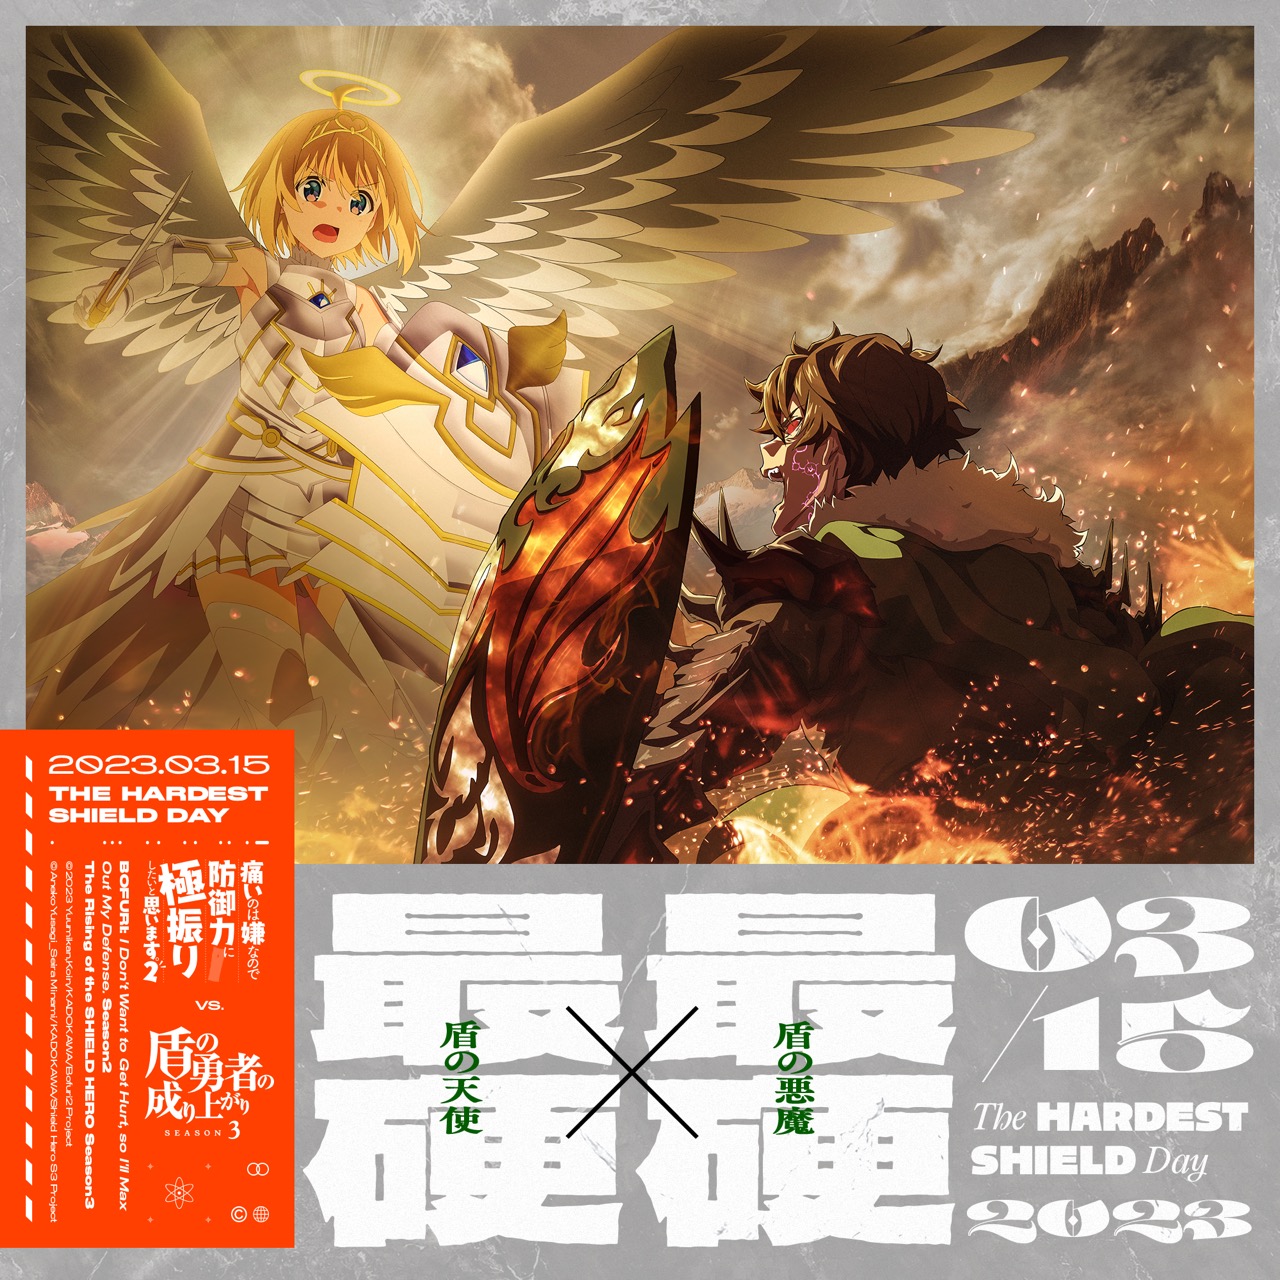 2023.03.15
THE HARDEST
SHIELD DAY
痛いのは嫌なので
防御力に
極振り
したいと思います。2
BOFURI: I Don't Want to Get Hurt, so I'll Max
Out My Defense. Season2
The Rising of the SHIELD HERO Season3
©2023 Yuumikan,Koin/KADOKAWA/Bofuri2 Project
©Aneko Yusagi_Seira Minami/KADOKAWA/Shield Hero S3 Project
vs.
盾の勇者の
成り上がり
SEASON 3
©
最硬
盾の天使
×
最硬
盾の悪魔
03
/15
The HARDEST
SHIELD Day
2023